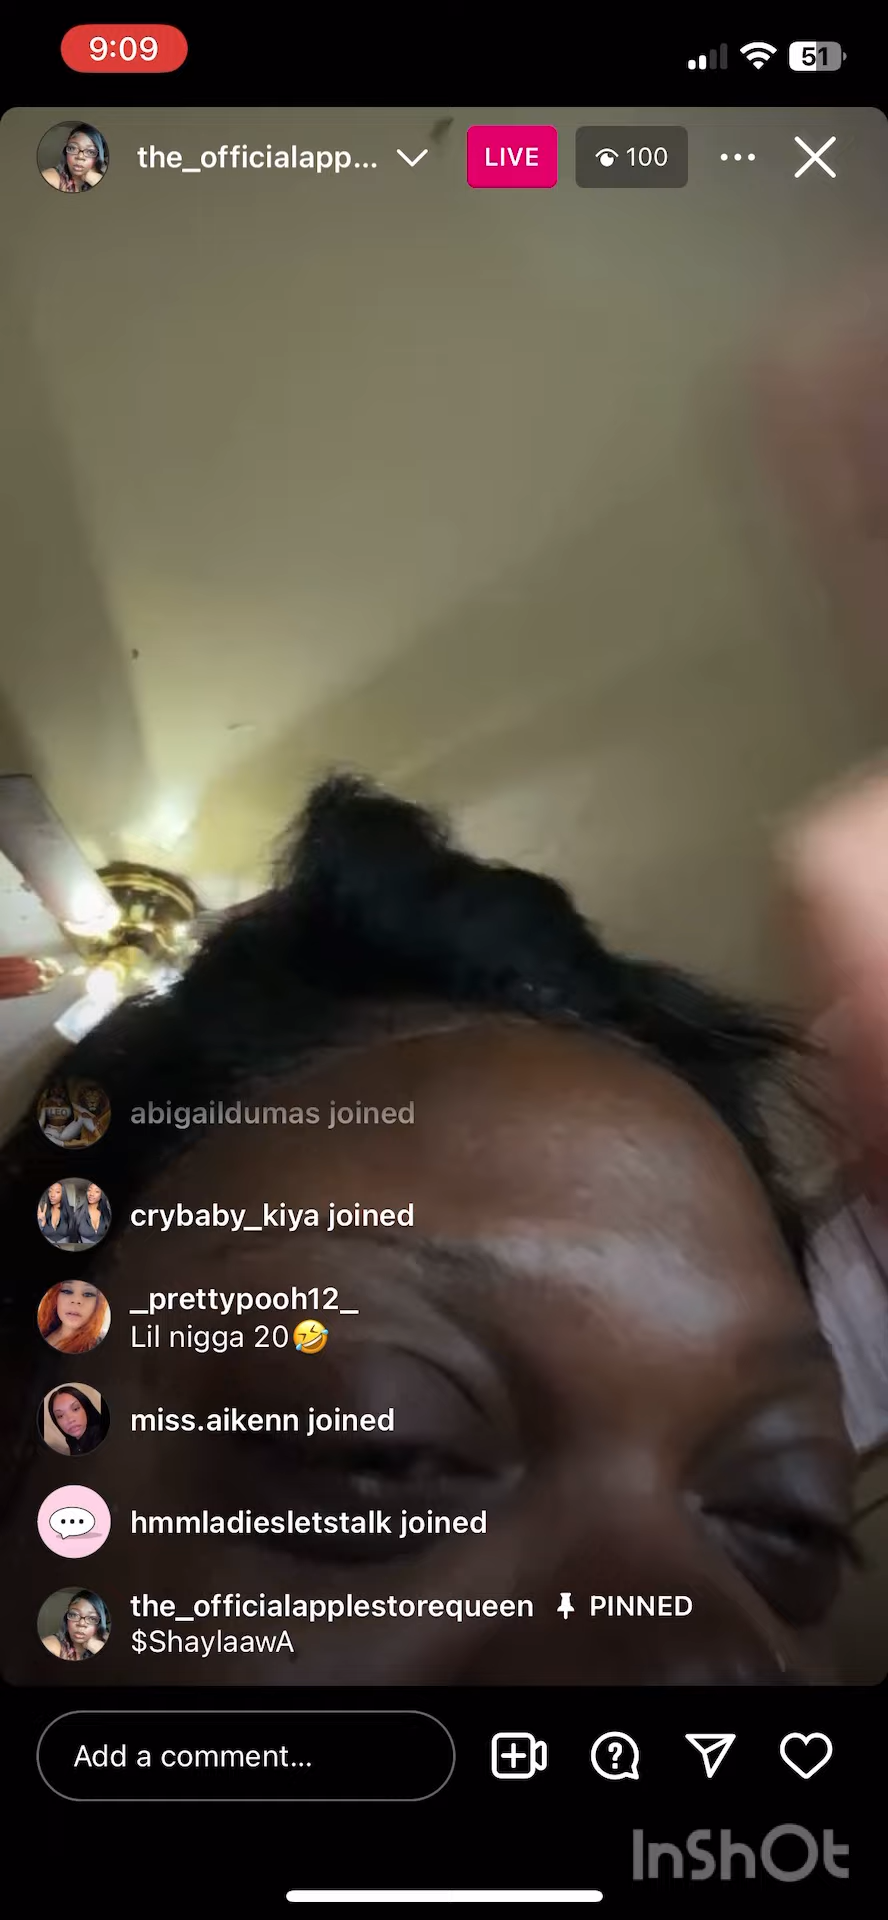 9:09
51
the_officialapp...
LIVE
100
abigaildumas joined
crybaby_kiya joined
_prettypooh12_
Lil nigga 20🤣
miss.aikenn joined
hmmladiesletstalk joined
the_officialapplestorequeen PINNED
$ShaylaawA
Add a comment...
InShOt